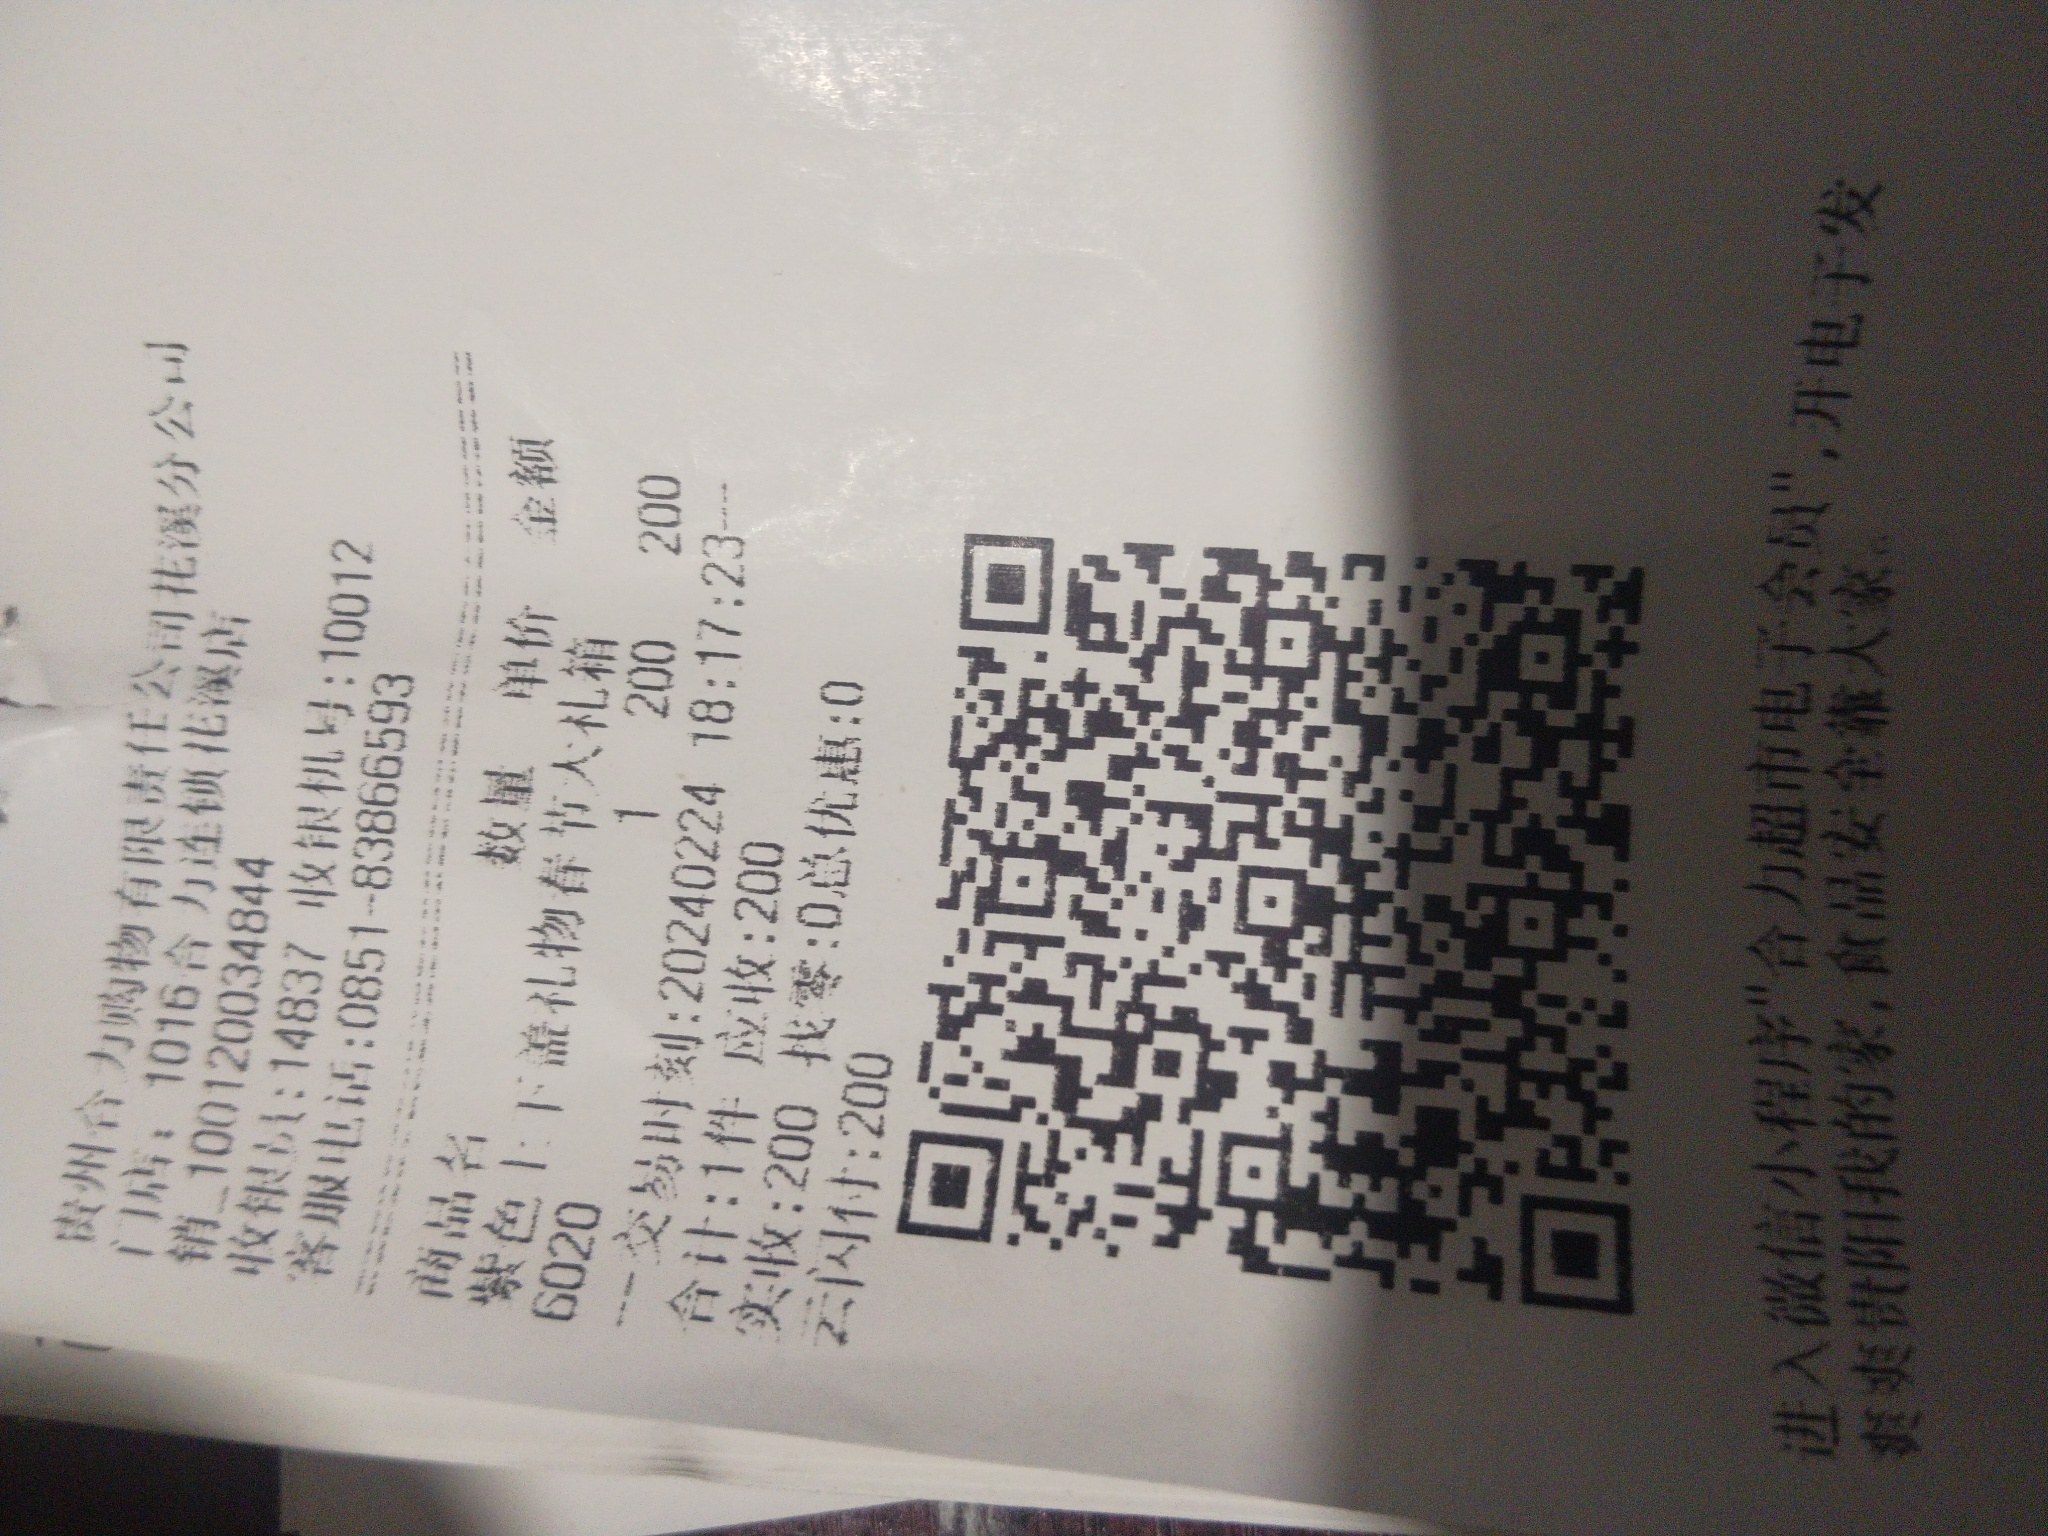 贵州合力购物有限责任公司花溪分公司
门店: 1016合力连锁花溪店
销_100120034844
收银员:14837 收银机号:10012
客服电话:0851-83866593
商品名 数量 单价 金额
紫色上下盖礼物春节大礼箱
6020 1 200 200
--交易时刻:20240224 18:17:23--
合计:1件 应收:200
实收:200 找零:0总优惠:0
云闪付:200
进入微信小程序"合力超市电子会员",开电子发
爽爽贵阳我的家,食品安全靠大家。